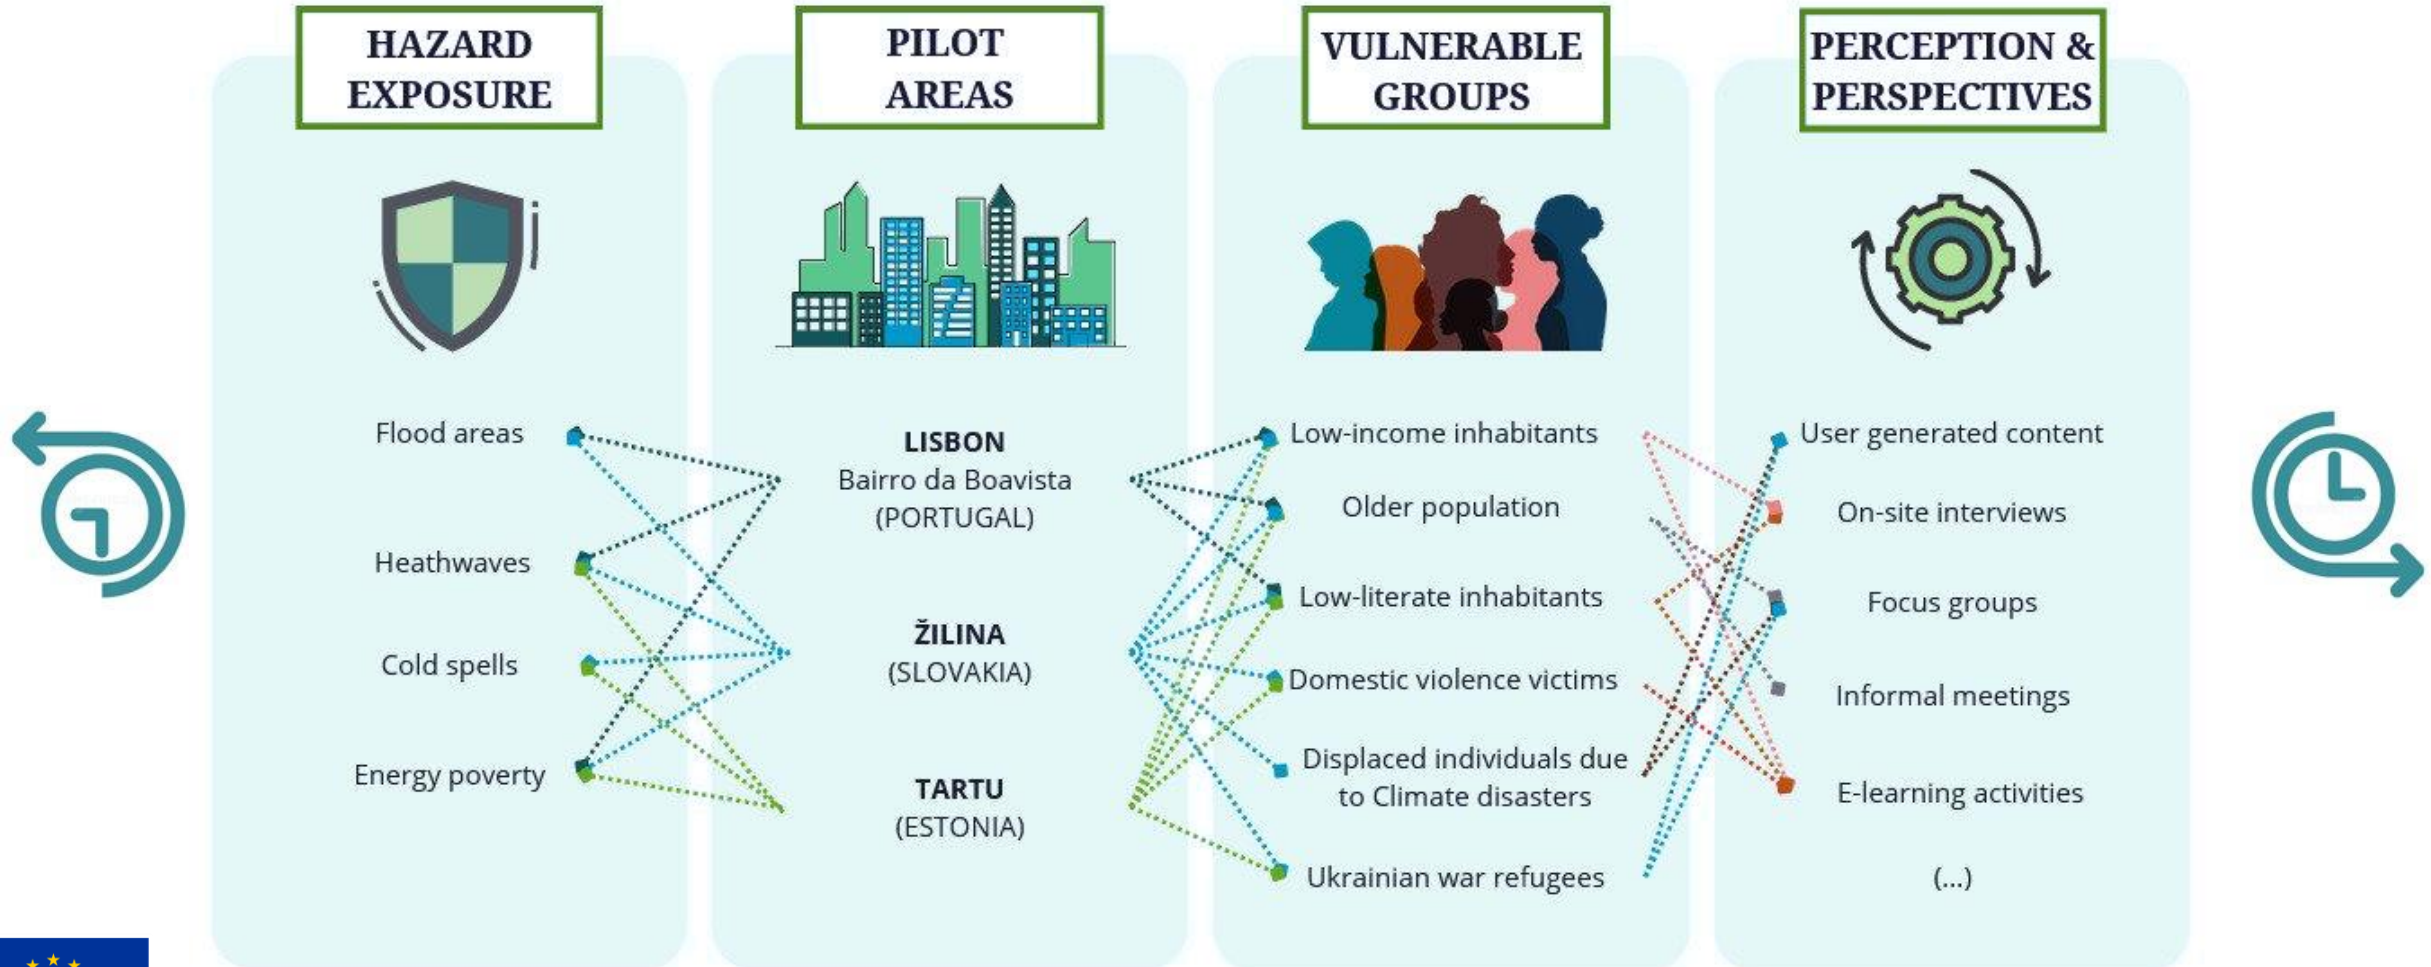 HAZARD
EXPOSURE
Flood areas
Heathwaves
Cold spells
Energy poverty
PILOT
AREAS
LISBON
Bairro da Boavista
(PORTUGAL)
ŽILINA
(SLOVAKIA)
TARTU
(ESTONIA)
VULNERABLE
GROUPS
Low-income inhabitants
Older population
Low-literate inhabitants
Domestic violence victims
Displaced individuals due
to Climate disasters
Ukrainian war refugees
PERCEPTION &
PERSPECTIVES
User generated content
On-site interviews
Focus groups
Informal meetings
E-learning activities
(...)